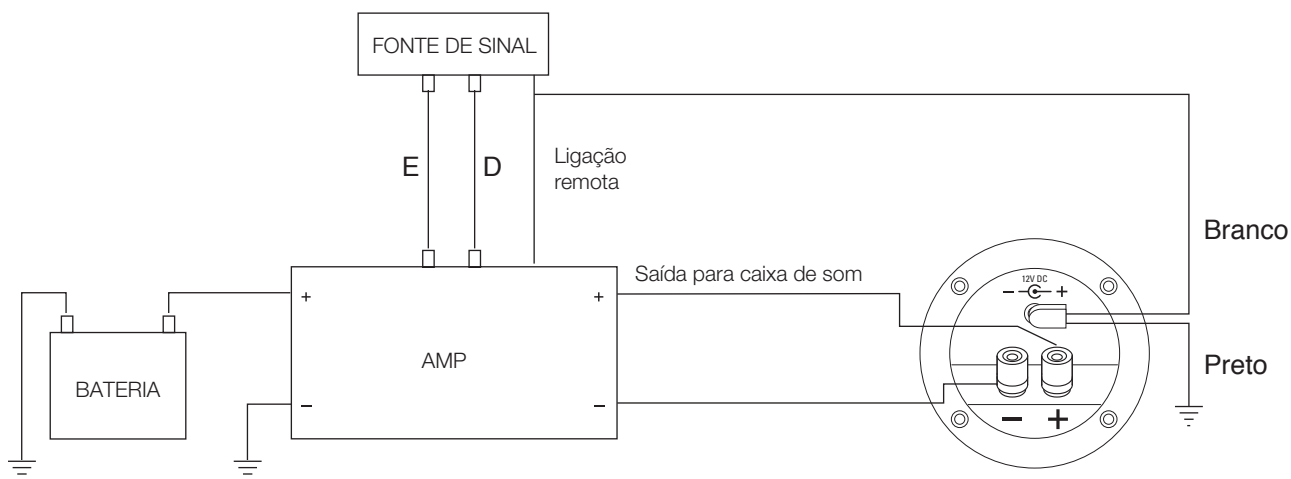 FONTE DE SINAL
E D
Ligação
remota
Branco
Saída para caixa de som
12V DC
− +
+ +
AMP
BATERIA
Preto
− −
− +